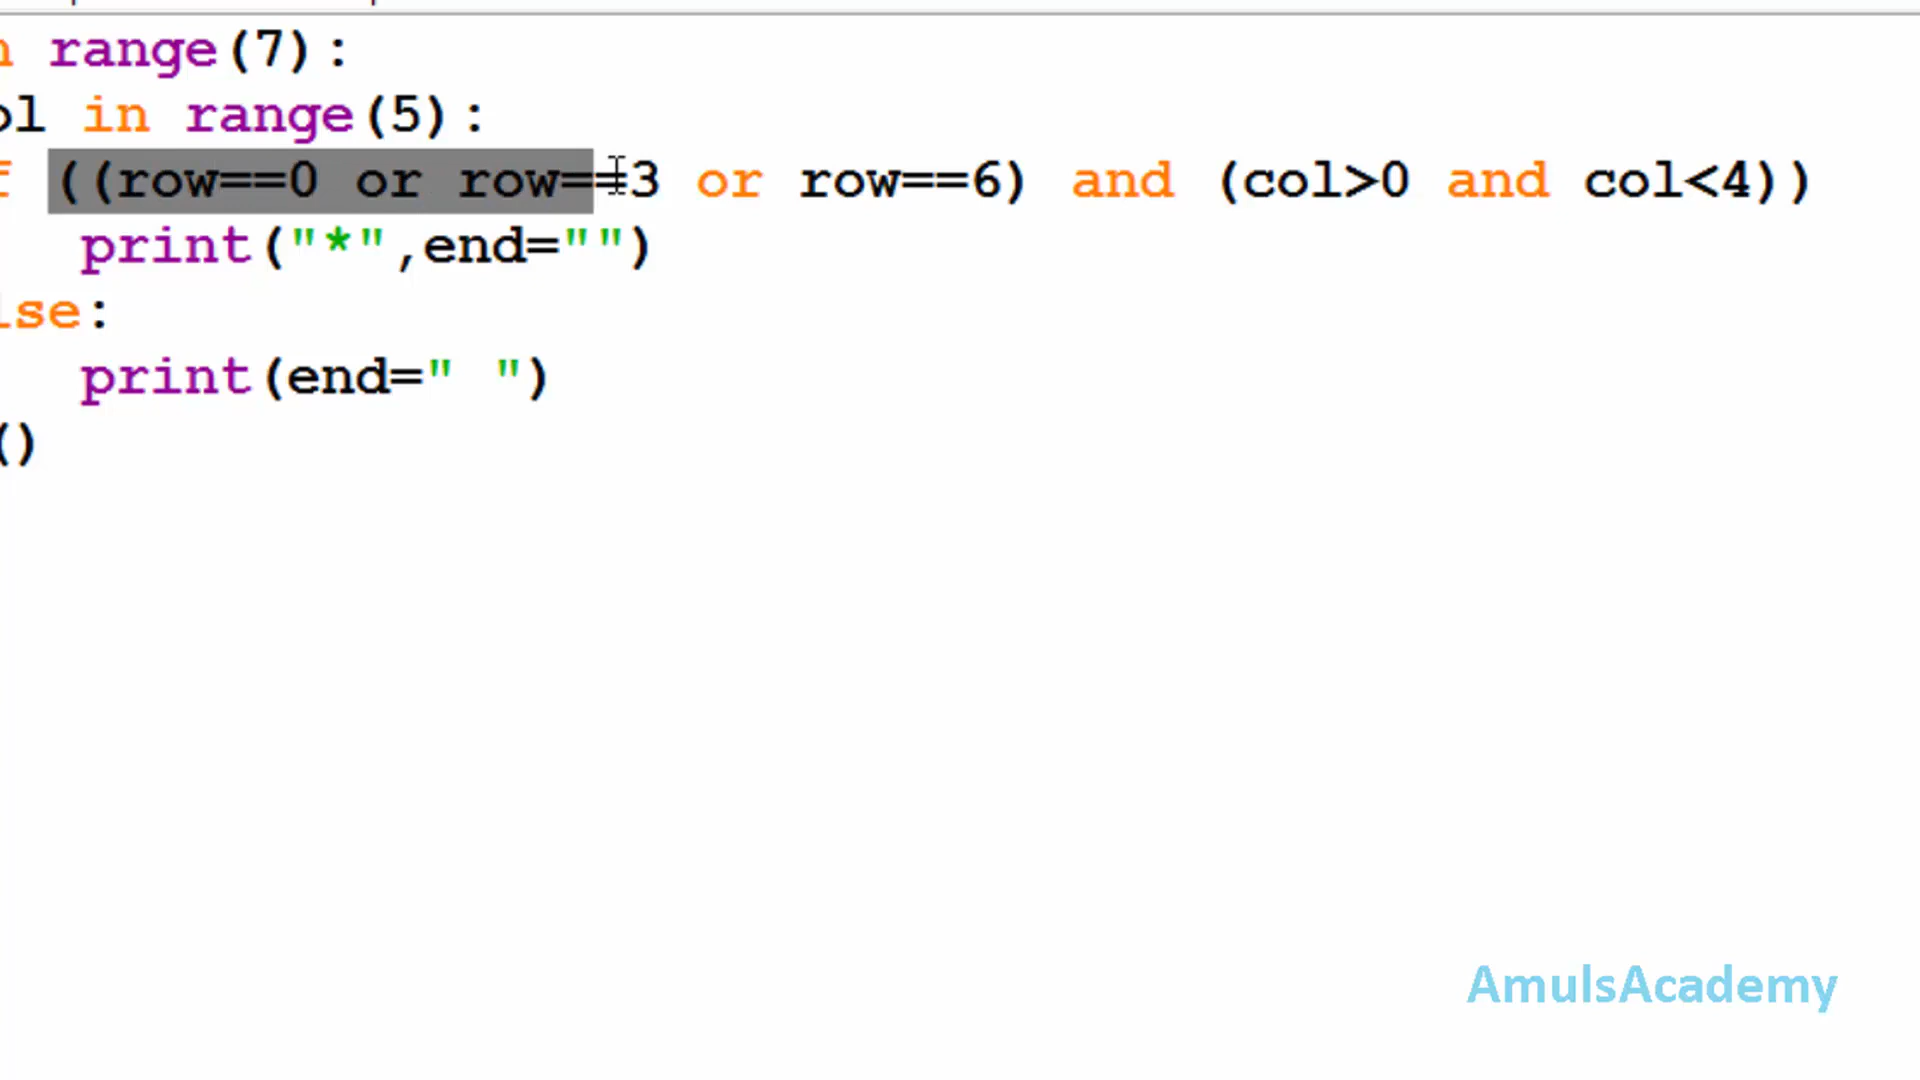 n range(7):
ol in range(5):
f ((row==0 or row==3 or row==6) and (col>0 and col<4))
print("*",end="")
lse:
print(end=" ")
()
AmulsAcademy